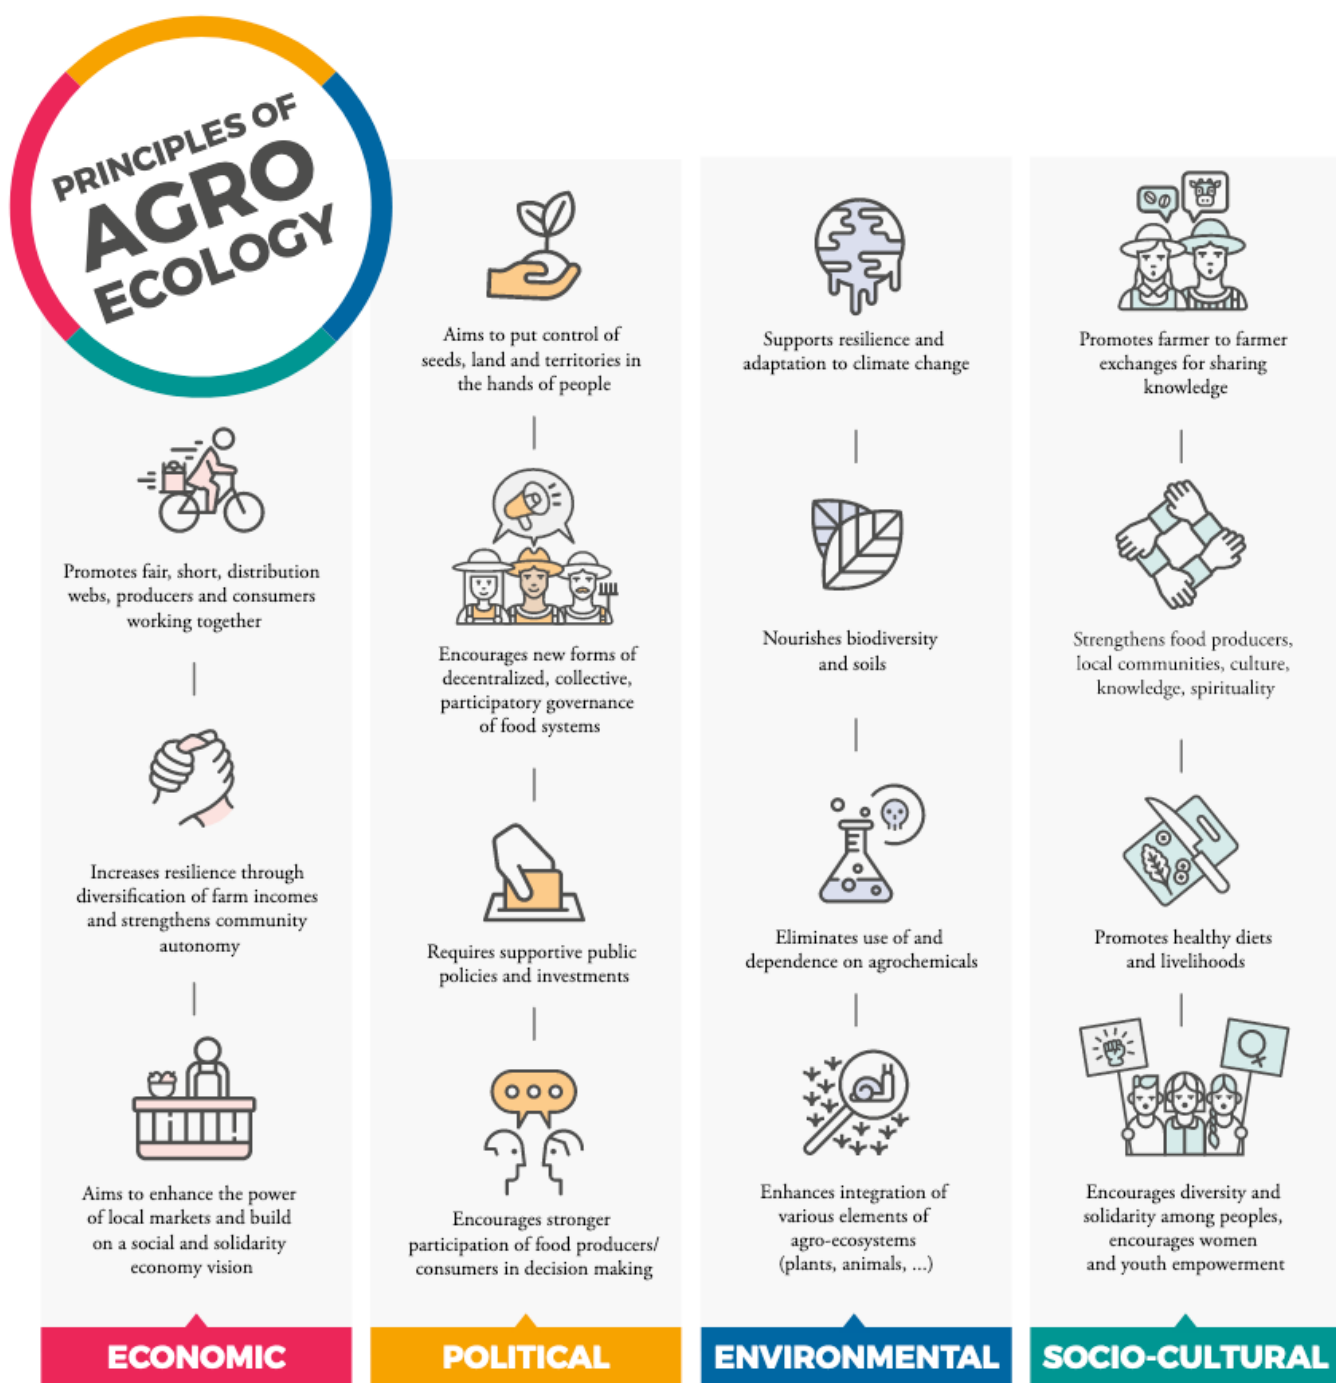 PRINCIPLES OF
AGRO
ECOLOGY
Promotes fair, short, distribution
webs, producers and consumers
working together
Increases resilience through
diversification of farm incomes
and strengthens community
autonomy
Aims to enhance the power
of local markets and build
on a social and solidarity
economy vision
ECONOMIC
Aims to put control of
seeds, land and territories in
the hands of people
Encourages new forms of
decentralized, collective,
participatory governance
of food systems
Requires supportive public
policies and investments
Encourages stronger
participation of food producers/
consumers in decision making
POLITICAL
Supports resilience and
adaptation to climate change
Nourishes biodiversity
and soils
Eliminates use of and
dependence on agrochemicals
Enhances integration of
various elements of
agro-ecosystems
(plants, animals, ...)
ENVIRONMENTAL
Promotes farmer to farmer
exchanges for sharing
knowledge
Strengthens food producers,
local communities, culture,
knowledge, spirituality
Promotes healthy diets
and livelihoods
Encourages diversity and
solidarity among peoples,
encourages women
and youth empowerment
SOCIO-CULTURAL